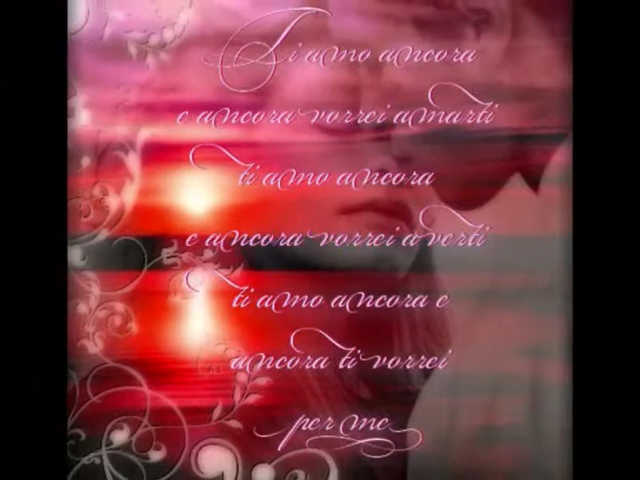 Ti amo ancora
e ancora vorrei amarti
ti amo ancora
e ancora vorrei averti
ti amo ancora e
ancora ti vorrei
per me